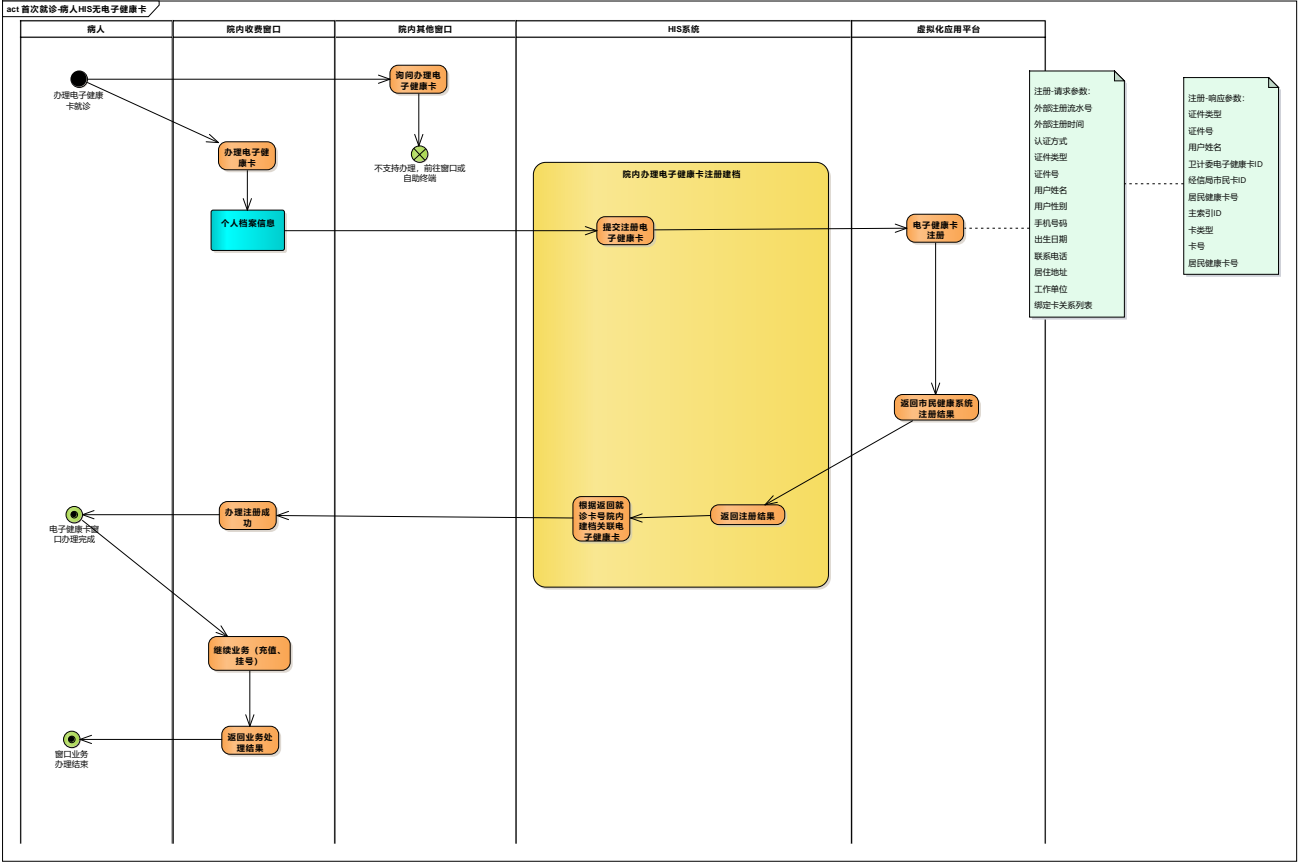 act 首次就诊-病人HIS无电子健康卡
病人
院内收费窗口
院内其他窗口
HIS系统
虚拟化应用平台
办理电子健康
卡就诊
询问办理电
子健康卡
不支持办理，前往窗口或
自助终端
办理电子健
康卡
个人档案信息
院内办理电子健康卡注册建档
提交注册电
子健康卡
电子健康卡
注册
注册-请求参数:
外部注册流水号
外部注册时间
认证方式
证件类型
证件号
用户姓名
用户性别
手机号码
出生日期
联系电话
居住地址
工作单位
绑定卡关系列表
注册-响应参数:
证件类型
证件号
用户姓名
卫计委电子健康卡ID
经信局市民卡ID
居民健康卡号
主索引ID
卡类型
卡号
居民健康卡号
返回市民健康系统
注册结果
返回注册结果
根据返回就
诊卡号院内
建档关联电
子健康卡
办理注册成
功
电子健康卡窗
口办理完成
继续业务（充值、
挂号）
返回业务处
理结果
窗口业务
办理结束